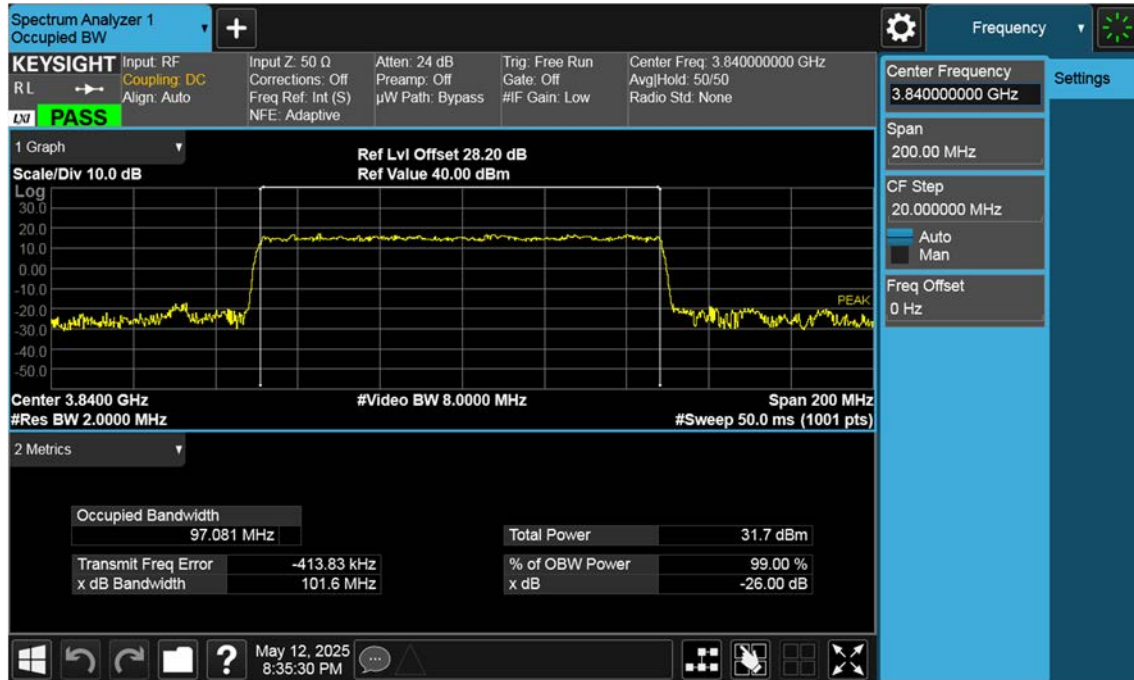 Spectrum Analyzer 1
Occupied BW
Frequency
KEYSIGHT
R L
LXI PASS
Input: RF
Coupling: DC
Align: Auto
Input Z: 50 Ω
Corrections: Off
Freq Ref: Int (S)
NFE: Adaptive
Atten: 24 dB
Preamp: Off
µW Path: Bypass
Trig: Free Run
Gate: Off
#IF Gain: Low
Center Freq: 3.840000000 GHz
Avg|Hold: 50/50
Radio Std: None
Center Frequency
3.840000000 GHz
Settings
Span
200.00 MHz
CF Step
20.000000 MHz
Auto
Man
Freq Offset
0 Hz
1 Graph
Scale/Div 10.0 dB
Ref Lvl Offset 28.20 dB
Ref Value 40.00 dBm
Log
30.0
20.0
10.0
0.00
-10.0
-20.0
-30.0
-40.0
-50.0
PEAK
Center 3.8400 GHz
#Video BW 8.0000 MHz
Span 200 MHz
#Res BW 2.0000 MHz
#Sweep 50.0 ms (1001 pts)
2 Metrics
Occupied Bandwidth
97.081 MHz
Total Power 31.7 dBm
Transmit Freq Error -413.83 kHz
% of OBW Power 99.00 %
x dB Bandwidth 101.6 MHz
x dB -26.00 dB
?
May 12, 2025
8:35:30 PM